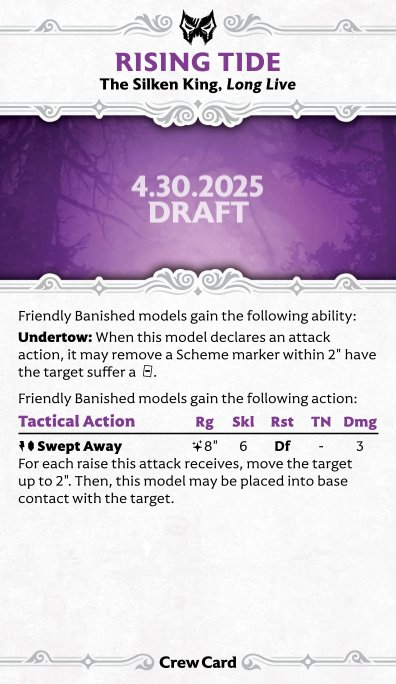 RISING TIDE
The Silken King, Long Live
4.30.2025
DRAFT
Friendly Banished models gain the following ability:
Undertow: When this model declares an attack
action, it may remove a Scheme marker within 2" have
the target suffer a .
Friendly Banished models gain the following action:
Tactical Action Rg Skl Rst TN Dmg
Swept Away 8" 6 Df - 3
For each raise this attack receives, move the target
up to 2". Then, this model may be placed into base
contact with the target.
Crew Card